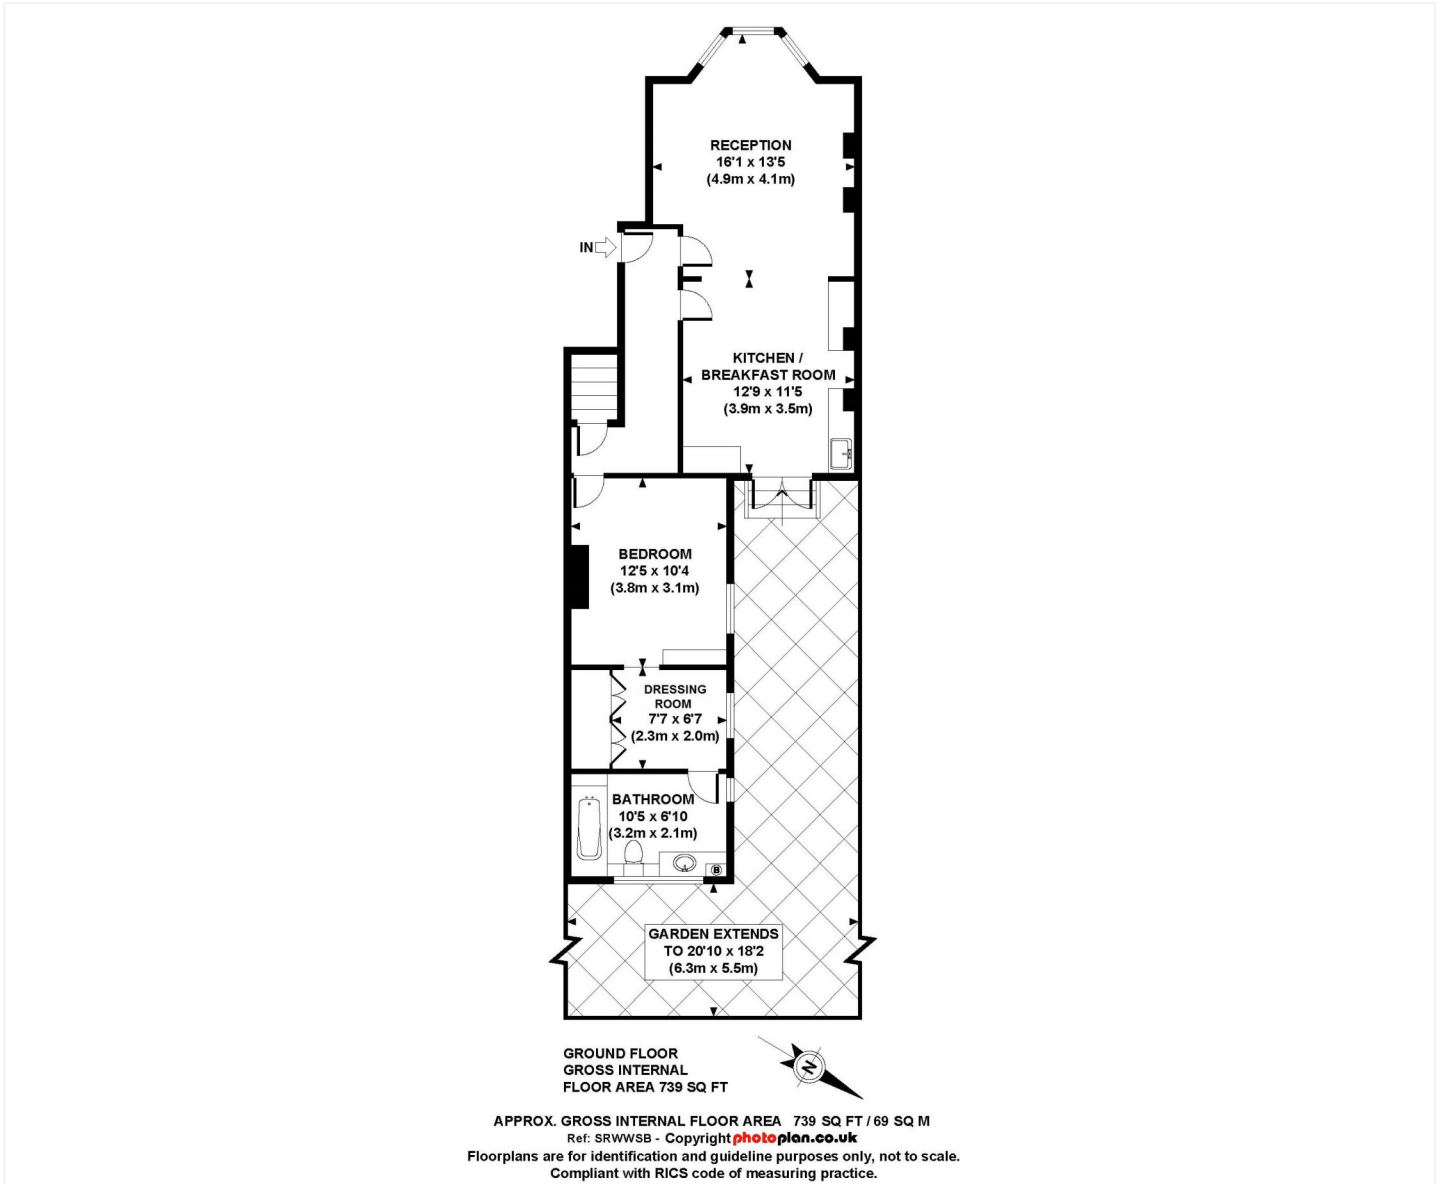 RECEPTION
16'1 x 13'5
(4.9m x 4.1m)
IN
KITCHEN /
BREAKFAST ROOM
12'9 x 11'5
(3.9m x 3.5m)
BEDROOM
12'5 x 10'4
(3.8m x 3.1m)
DRESSING
ROOM
7'7 x 6'7
(2.3m x 2.0m)
BATHROOM
10'5 x 6'10
(3.2m x 2.1m)
B
GARDEN EXTENDS
TO 20'10 x 18'2
(6.3m x 5.5m)
GROUND FLOOR
GROSS INTERNAL
FLOOR AREA 739 SQ FT
N
APPROX. GROSS INTERNAL FLOOR AREA 739 SQ FT / 69 SQ M
Ref: SRWWSB - Copyright photoplan.co.uk
Floorplans are for identification and guideline purposes only, not to scale.
Compliant with RICS code of measuring practice.